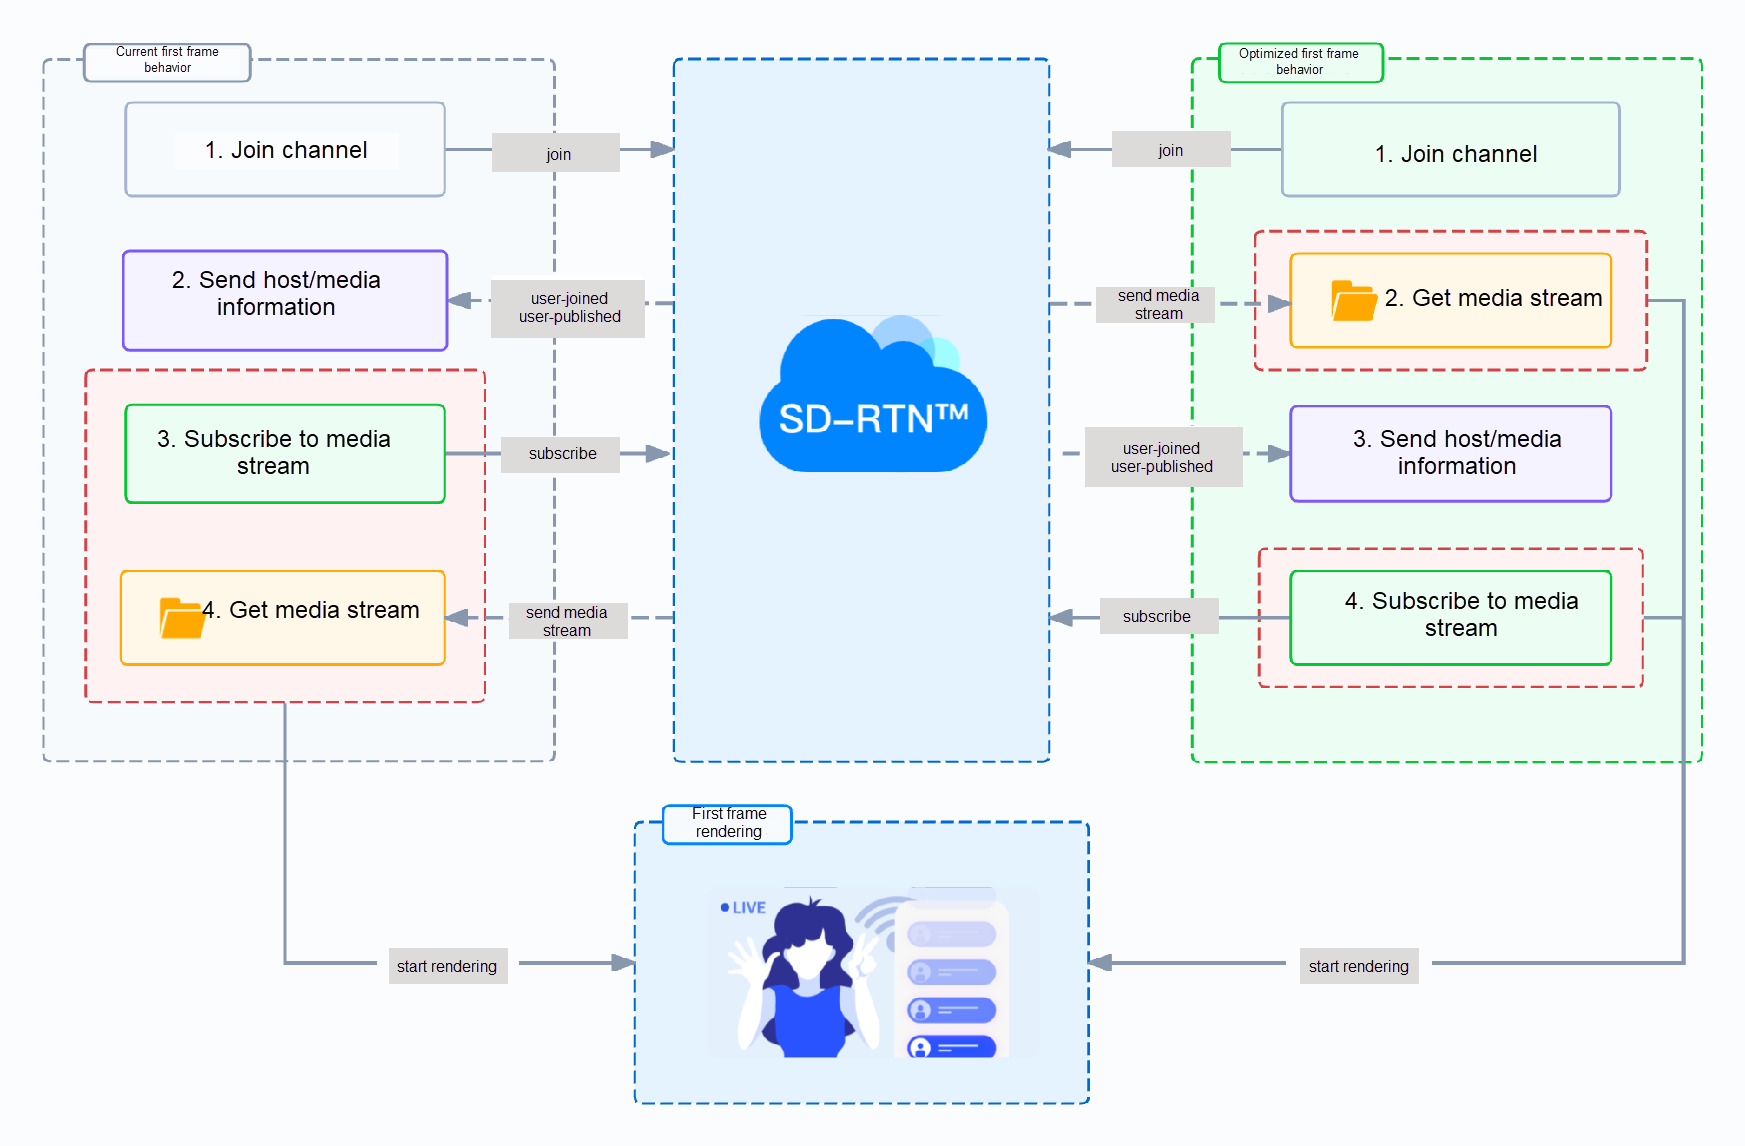 Current first frame
behavior
1. Join channel
join
2. Send host/media
information
user-joined
user-published
3. Subscribe to media
stream
subscribe
4. Get media stream
send media
stream
SD-RTN™
Optimized first frame
behavior
join
1. Join channel
send media
stream
2. Get media stream
user-joined
user-published
3. Send host/media
information
subscribe
4. Subscribe to media
stream
First frame
rendering
LIVE
start rendering
start rendering